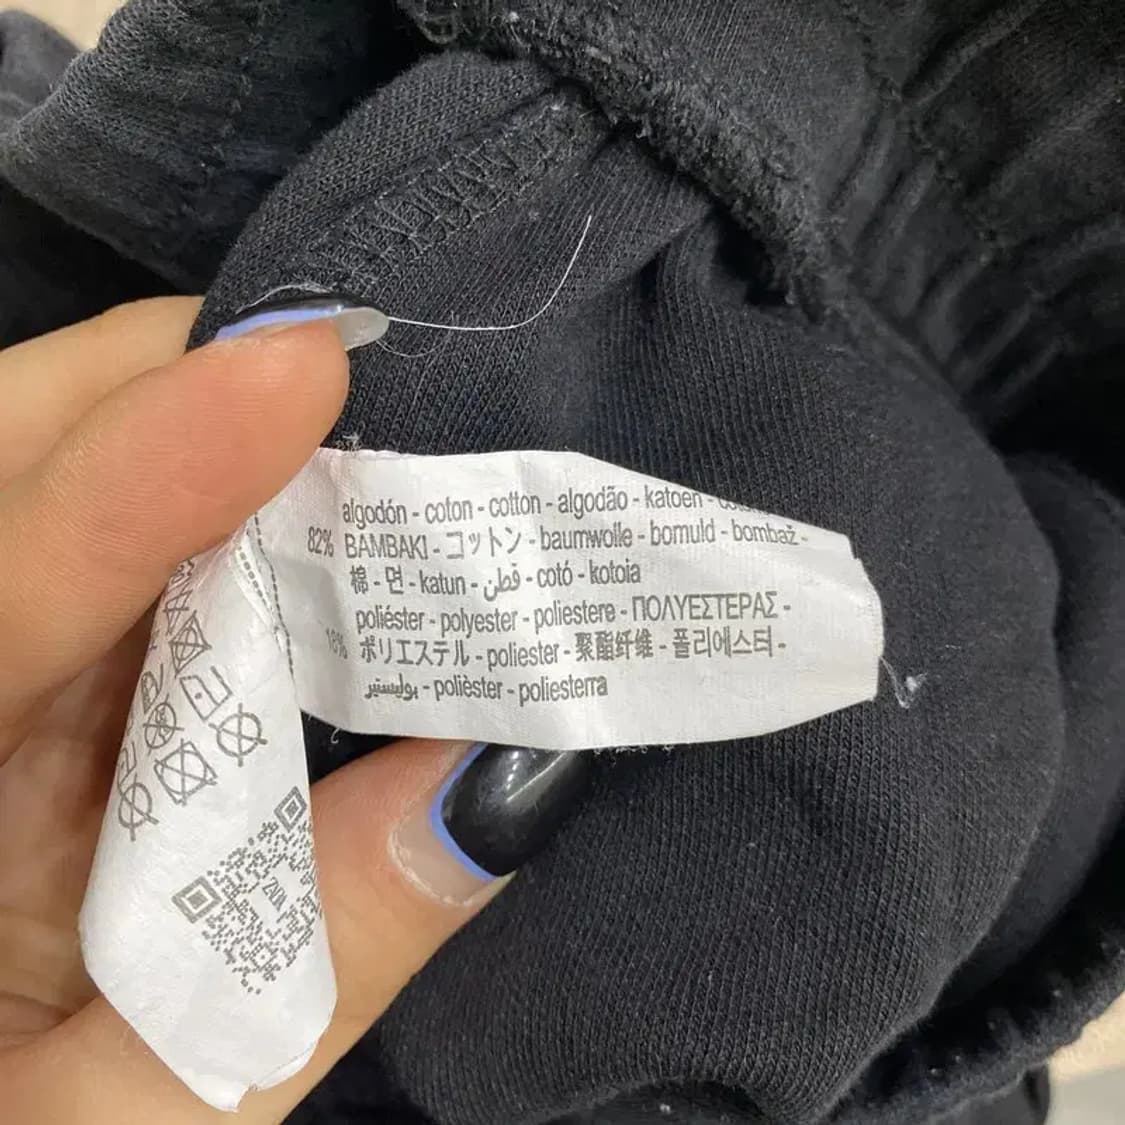 algodón - coton - cotton - algodão - katoen -
82% BAMBAKI - コットン - baumwolle - bomuld - bombaž -
棉 - 면 - katun - قطن - cotó - kotoia
poliéster - polyester - poliestere - ΠΟΛΥΕΣΤΕΡΑΣ -
18% ポリエステル - poliester - 聚酯纤维 - 폴리에스터 -
بوليستير - polièster - poliesterra
ZARA